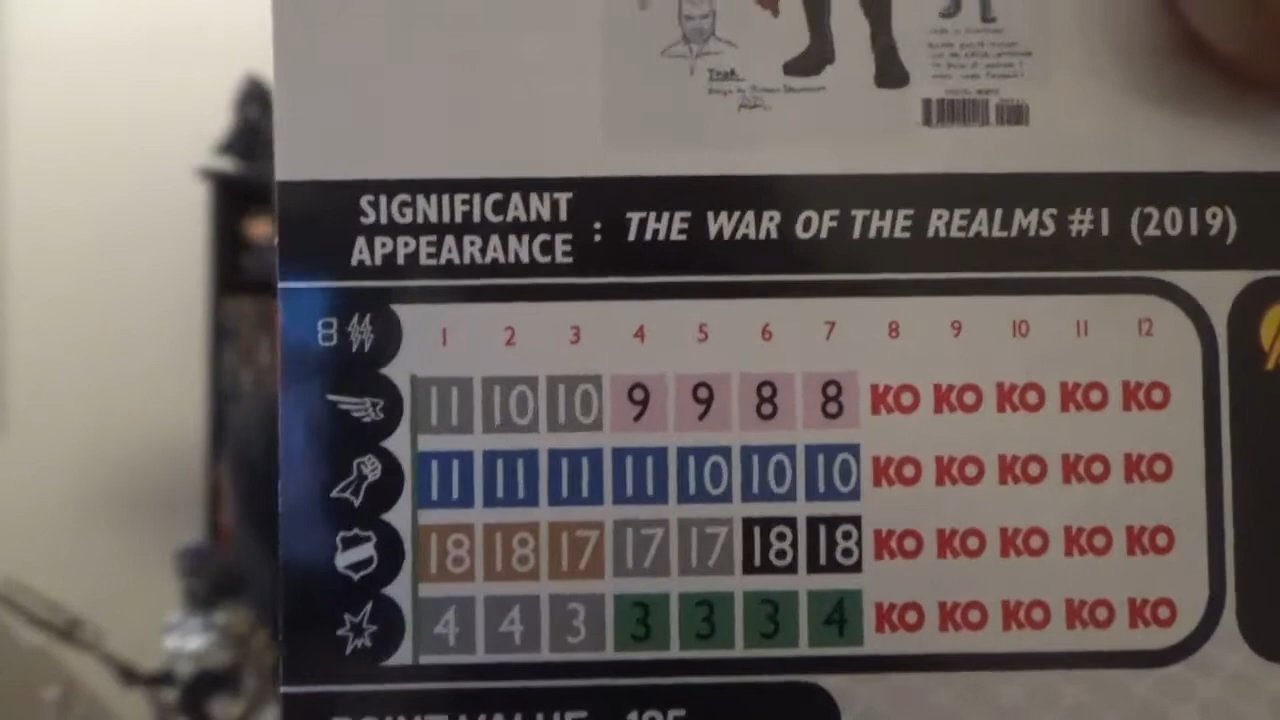 Thor
SIGNIFICANT
APPEARANCE : THE WAR OF THE REALMS #1 (2019)
8 1 2 3 4 5 6 7 8 9 10 11 12
11 10 10 9 9 8 8 KO KO KO KO KO
11 11 11 11 10 10 10 KO KO KO KO KO
18 18 17 17 17 18 18 KO KO KO KO KO
4 4 3 3 3 3 4 KO KO KO KO KO
POINT VALUE